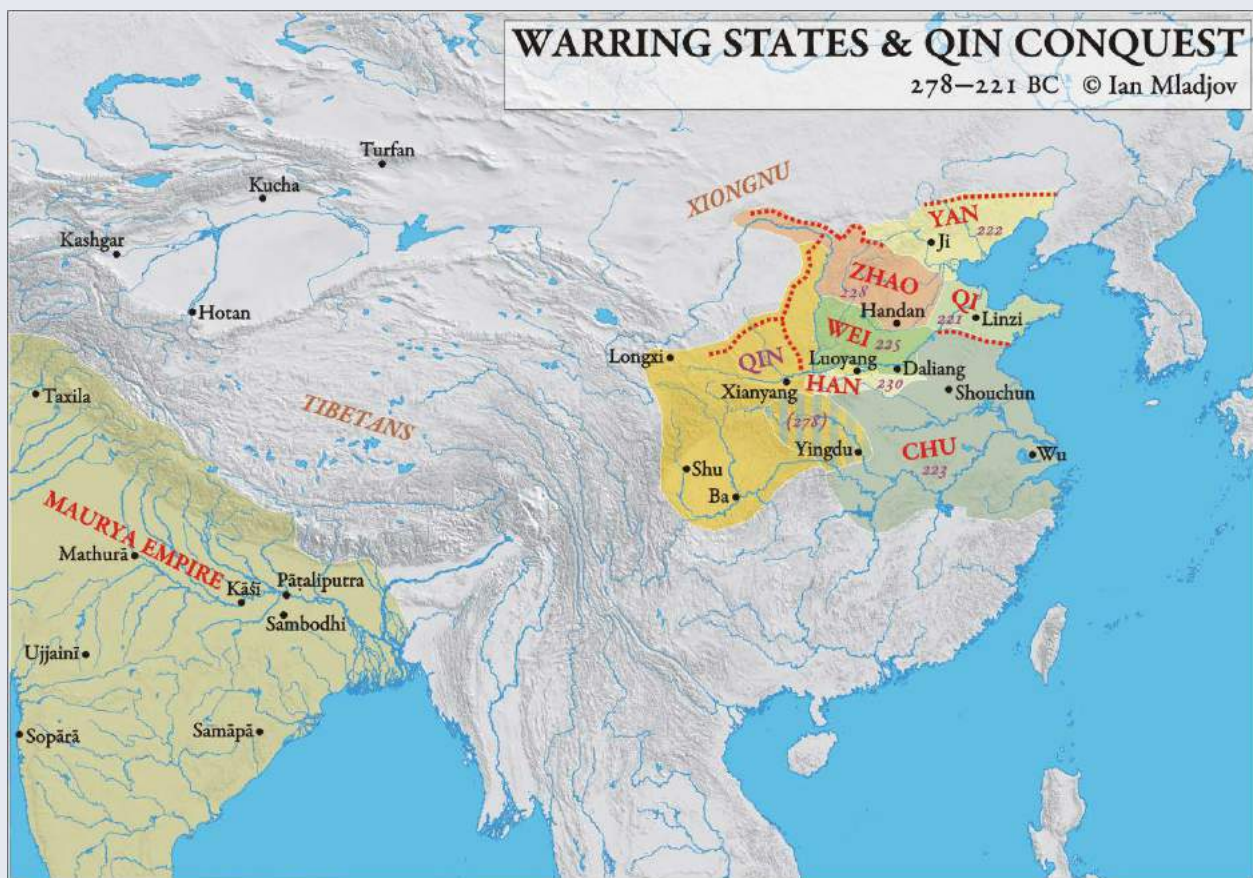 WARRING STATES & QIN CONQUEST
278–221 BC © Ian Mladjov
Turfan
Kucha
XIONGNU
YAN
222
Kashgar
Ji
ZHAO
228
Hotan
QI
Handan
221
Linzi
WEI 225
Longxi
QIN
Luoyang
Daliang
Xianyang
HAN
230
Taxila
Shouchun
TIBETANS
(278)
Yingdu
CHU
Wu
223
Shu
Ba
MAURYA EMPIRE
Mathurā
Kāśī
Pāṭaliputra
Sambodhi
Ujjainī
Sopārā
Samāpā